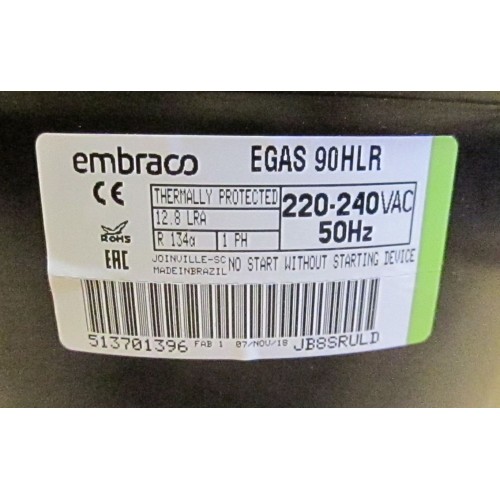 embraco EGAS 90HLR
CE
THERMALLY PROTECTED
12.8 LRA
R 134a 1 PH
220-240VAC
50Hz
RoHS
EAC
JOINVILLE-SC
MADEINBRAZIL
NO START WITHOUT STARTING DEVICE
513701396 FAB 1 07/NOV/18 JB8SRULD